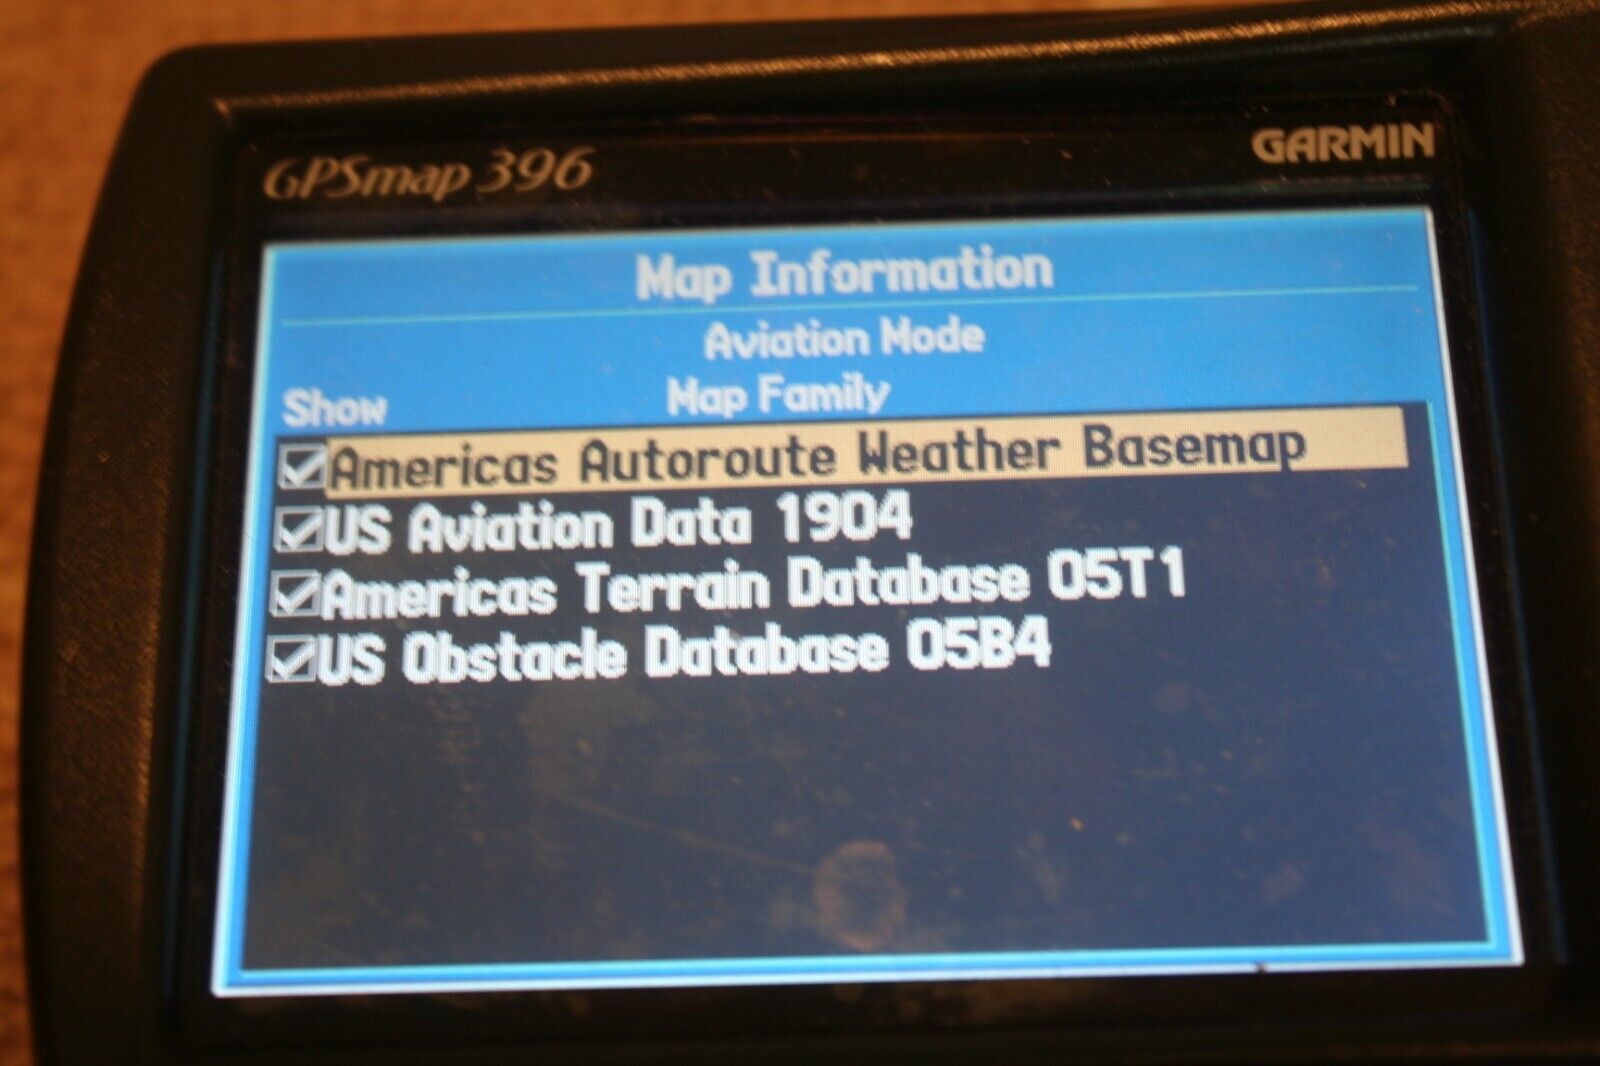 GPSmap 396
GARMIN
Map Information
Aviation Mode
Show Map Family
Americas Autoroute Weather Basemap
US Aviation Data 1904
Americas Terrain Database 05T1
US Obstacle Database 05B4